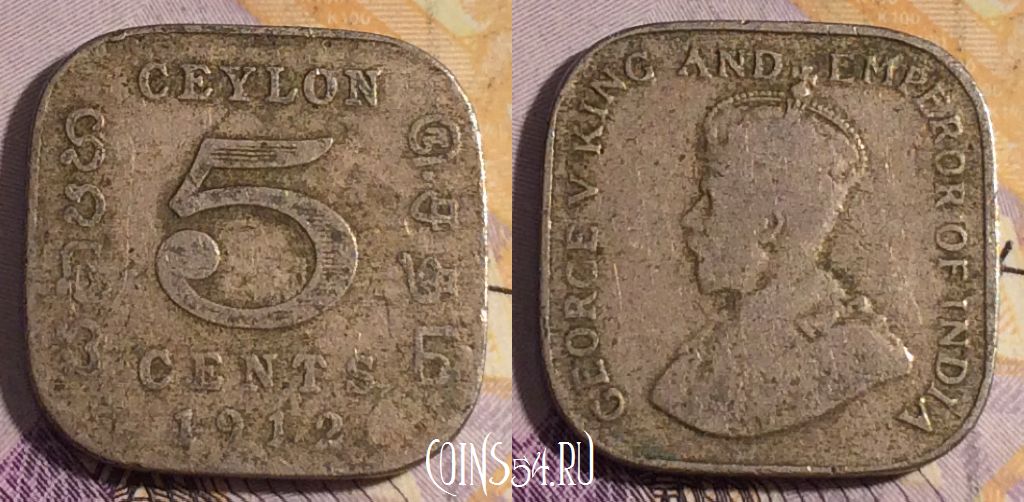 CEYLON
5
CENTS
1912
GEORGE V KING AND EMPEROR OF INDIA
COINS54.RU